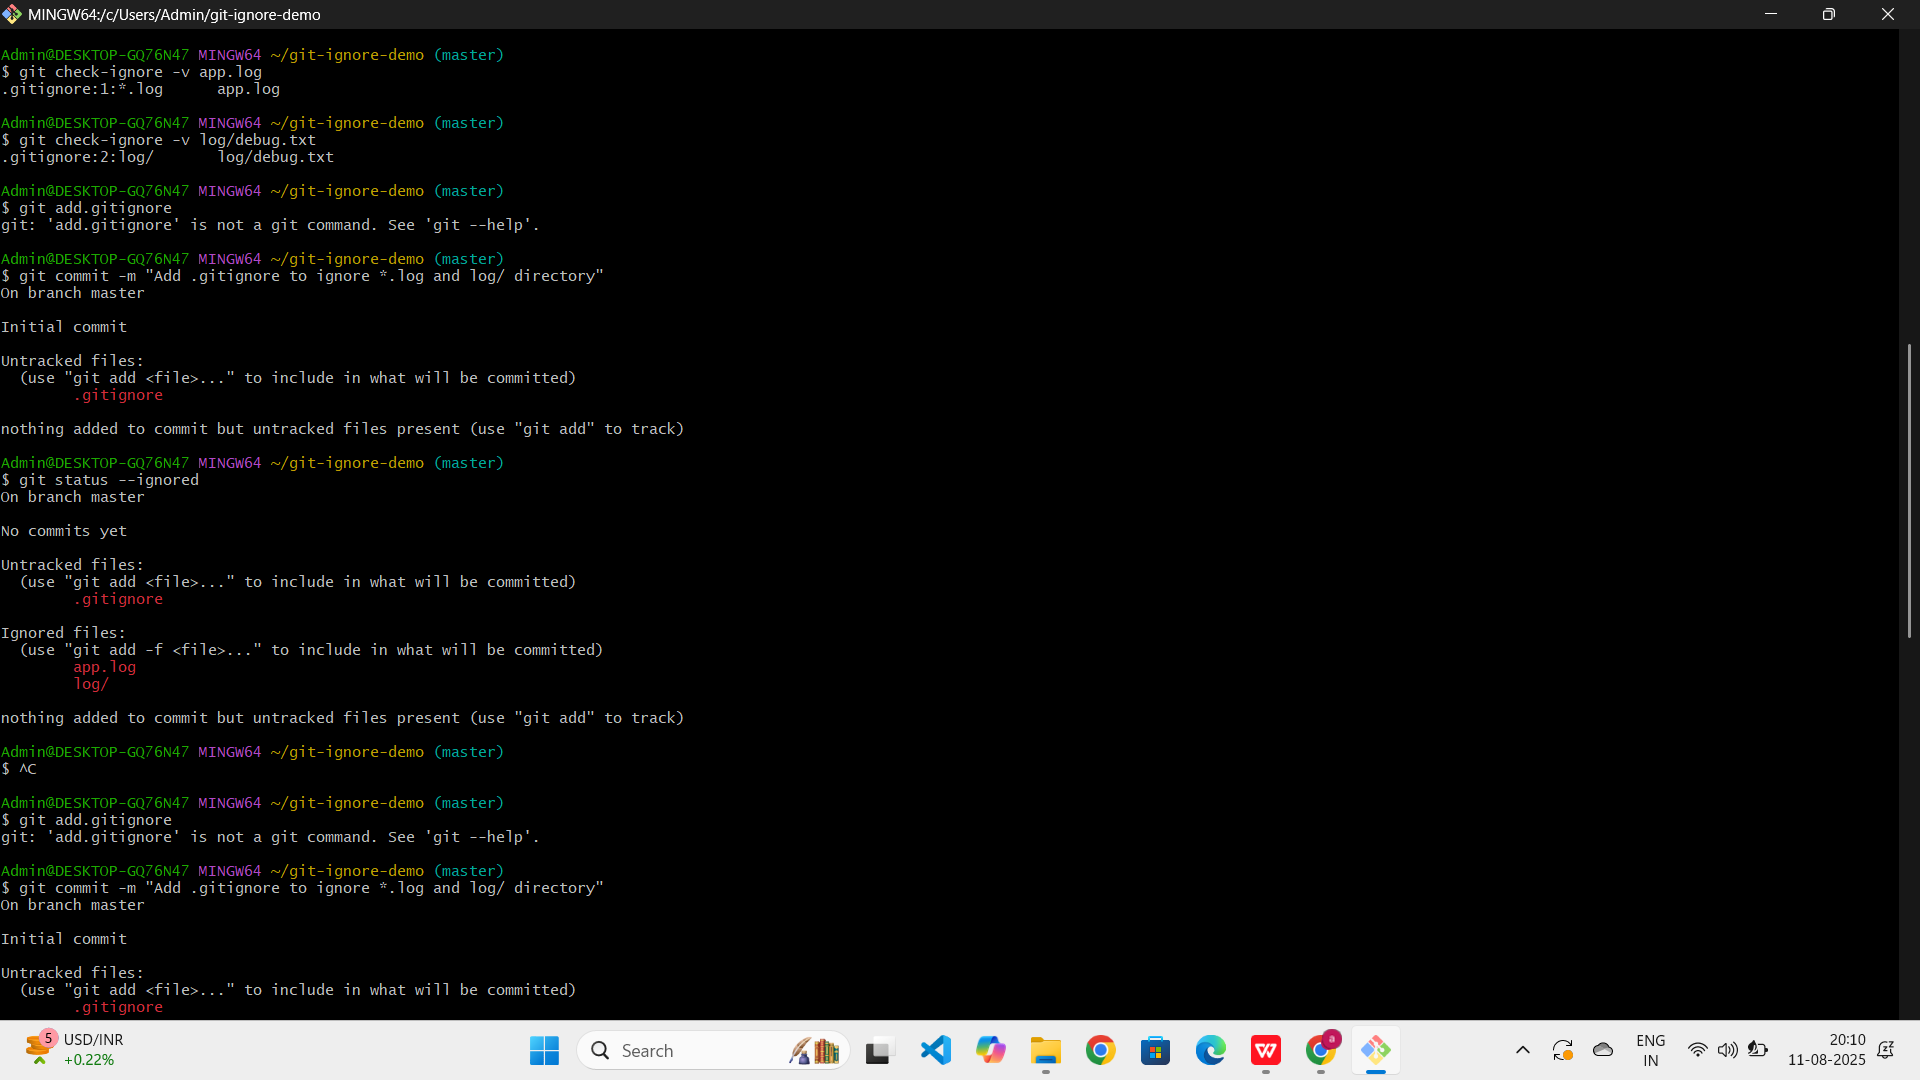 MINGW64:/c/Users/Admin/git-ignore-demo
Admin@DESKTOP-GQ76N47 MINGW64 ~/git-ignore-demo (master)
$ git check-ignore -v app.log
.gitignore:1:*.log      app.log
Admin@DESKTOP-GQ76N47 MINGW64 ~/git-ignore-demo (master)
$ git check-ignore -v log/debug.txt
.gitignore:2:log/       log/debug.txt
Admin@DESKTOP-GQ76N47 MINGW64 ~/git-ignore-demo (master)
$ git add.gitignore
git: 'add.gitignore' is not a git command. See 'git --help'.
Admin@DESKTOP-GQ76N47 MINGW64 ~/git-ignore-demo (master)
$ git commit -m "Add .gitignore to ignore *.log and log/ directory"
On branch master
Initial commit
Untracked files:
  (use "git add <file>..." to include in what will be committed)
        .gitignore
nothing added to commit but untracked files present (use "git add" to track)
Admin@DESKTOP-GQ76N47 MINGW64 ~/git-ignore-demo (master)
$ git status --ignored
On branch master
No commits yet
Untracked files:
  (use "git add <file>..." to include in what will be committed)
        .gitignore
Ignored files:
  (use "git add -f <file>..." to include in what will be committed)
        app.log
        log/
nothing added to commit but untracked files present (use "git add" to track)
Admin@DESKTOP-GQ76N47 MINGW64 ~/git-ignore-demo (master)
$ ^C
Admin@DESKTOP-GQ76N47 MINGW64 ~/git-ignore-demo (master)
$ git add.gitignore
git: 'add.gitignore' is not a git command. See 'git --help'.
Admin@DESKTOP-GQ76N47 MINGW64 ~/git-ignore-demo (master)
$ git commit -m "Add .gitignore to ignore *.log and log/ directory"
On branch master
Initial commit
Untracked files:
  (use "git add <file>..." to include in what will be committed)
        .gitignore
5
USD/INR
+0.22%
Search
W
a
ENG
IN
20:10
11-08-2025